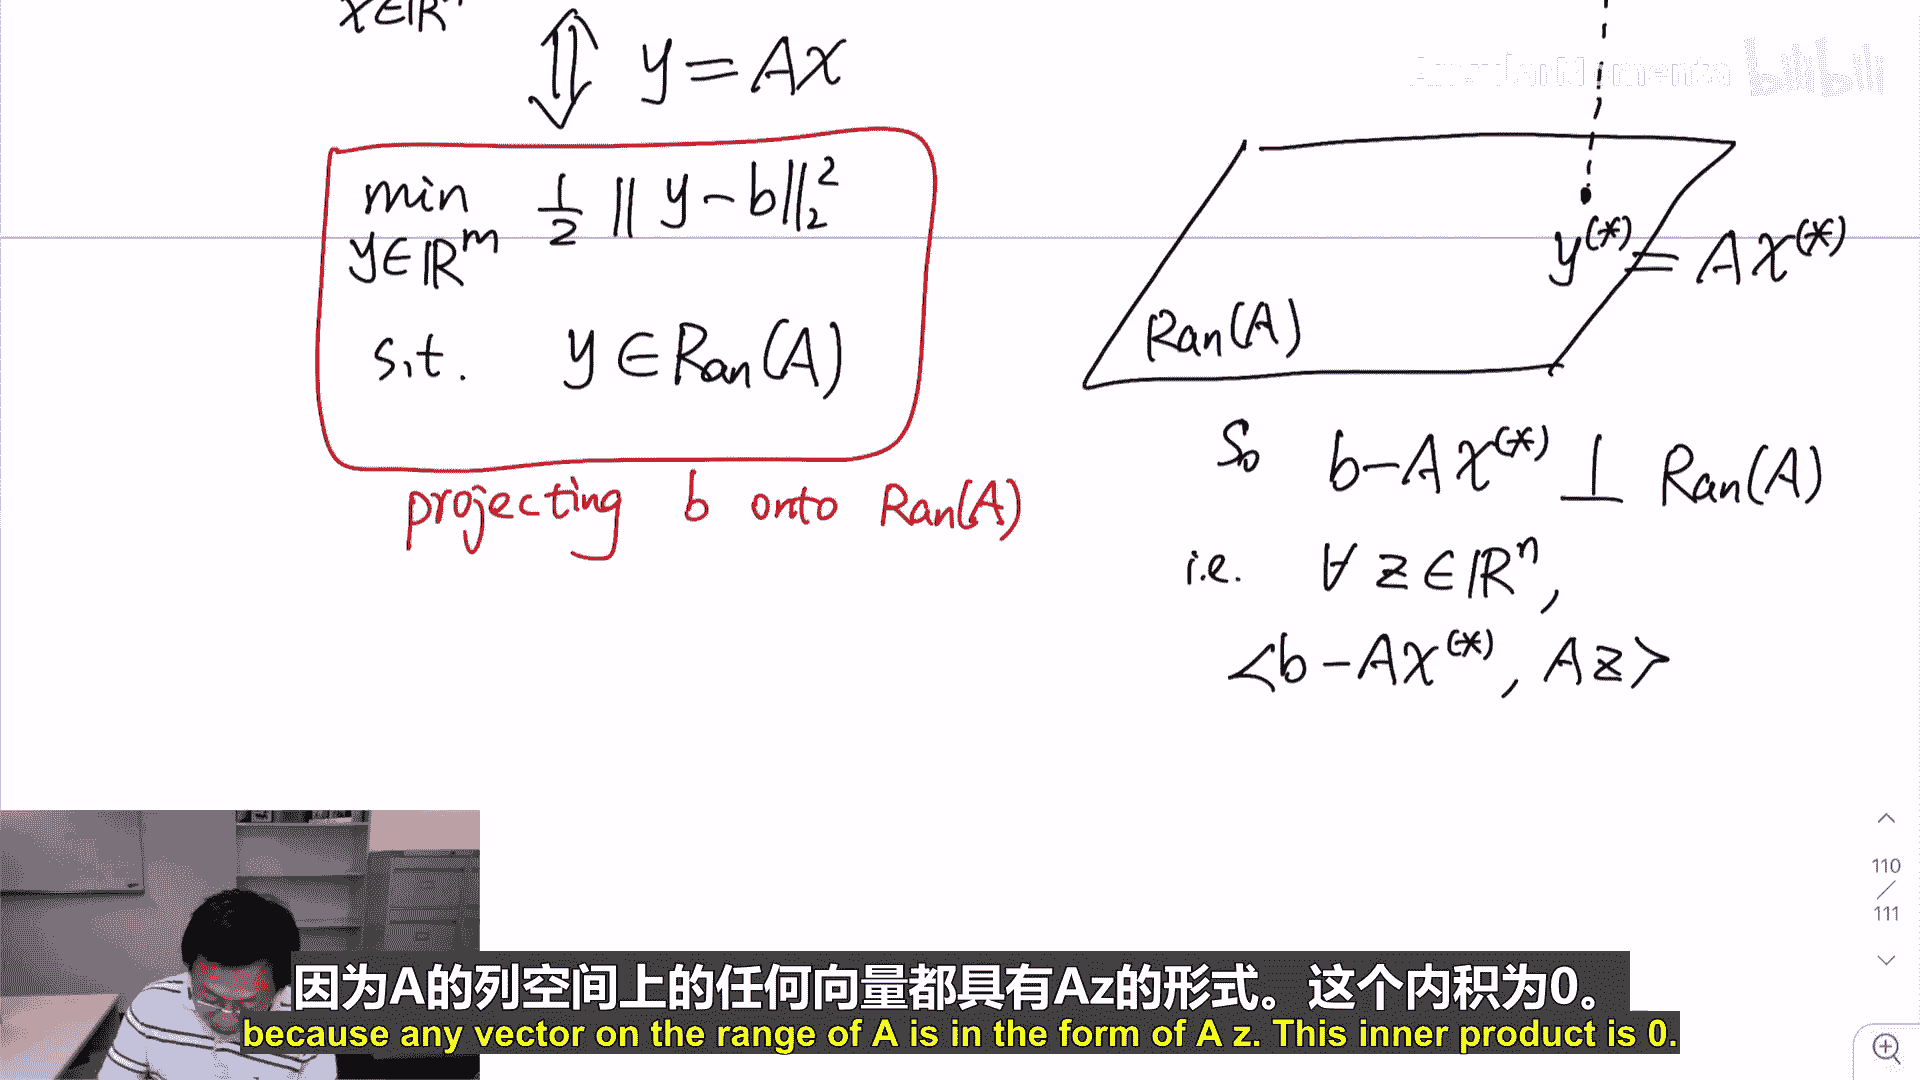 x∈ℝⁿ
y = Ax
min 1/2 ‖y − b‖₂²
y∈ℝᵐ
s.t. y ∈ Ran(A)
projecting b onto Ran(A)
bilibili
y⁽*⁾ = Ax⁽*⁾
Ran(A)
So b − Ax⁽*⁾ ⊥ Ran(A)
i.e. ∀ z ∈ ℝⁿ,
<b − Ax⁽*⁾, Az>
110
/
111
因为A的列空间上的任何向量都具有Az的形式。这个内积为0。
because any vector on the range of A is in the form of A z. This inner product is 0.